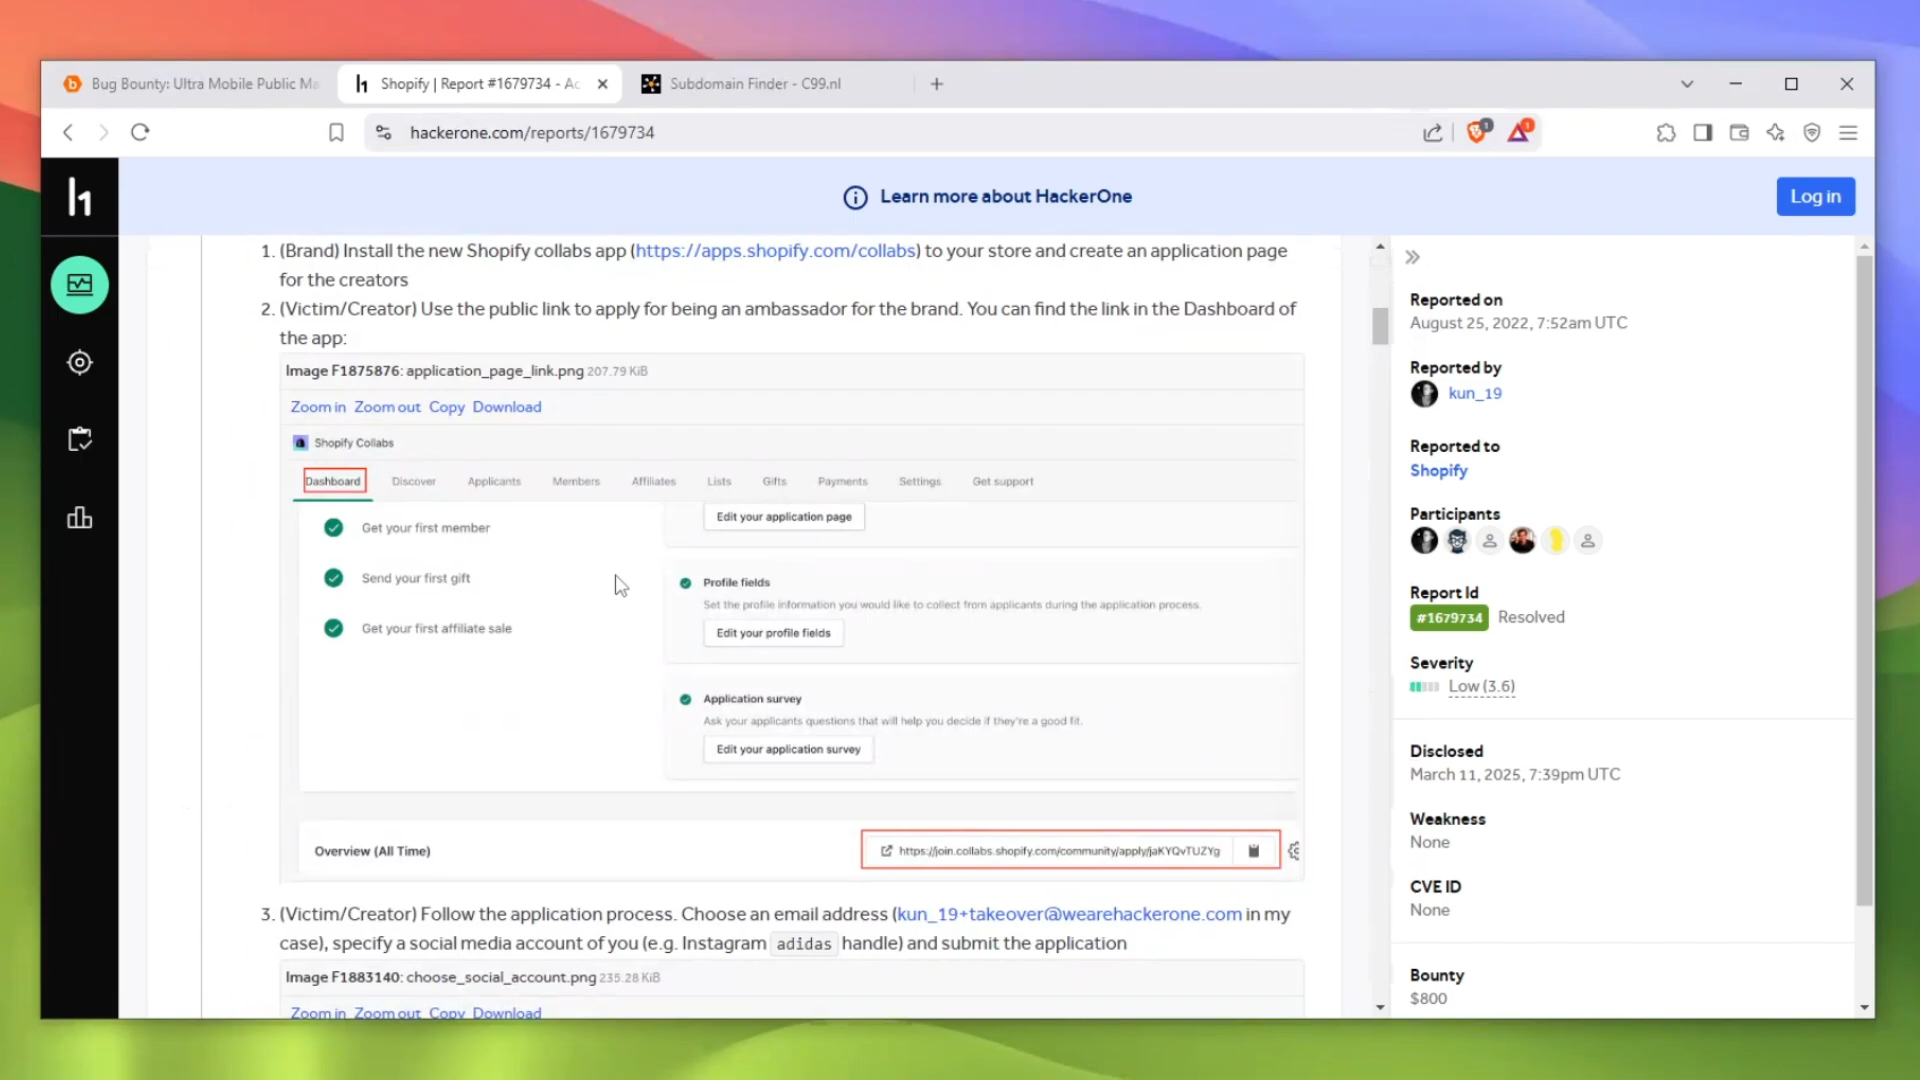 Bug Bounty: Ultra Mobile Public Ma
Shopify | Report #1679734 - Ac
Subdomain Finder - C99.nl
hackerone.com/reports/1679734
1
1
h1
Learn more about HackerOne
Log in
1. (Brand) Install the new Shopify collabs app (https://apps.shopify.com/collabs) to your store and create an application page
for the creators
2. (Victim/Creator) Use the public link to apply for being an ambassador for the brand. You can find the link in the Dashboard of
the app:
Image F1875876: application_page_link.png 207.79 KiB
Zoom in Zoom out Copy Download
Shopify Collabs
Dashboard Discover Applicants Members Affiliates Lists Gifts Payments Settings Get support
Get your first member
Send your first gift
Get your first affiliate sale
Edit your application page
Profile fields
Set the profile information you would like to collect from applicants during the application process.
Edit your profile fields
Application survey
Ask your applicants questions that will help you decide if they're a good fit.
Edit your application survey
Overview (All Time)
https://join.collabs.shopify.com/community/apply/jaKYQvTUZYg
3. (Victim/Creator) Follow the application process. Choose an email address (kun_19+takeover@wearehackerone.com in my
case), specify a social media account of you (e.g. Instagram adidas handle) and submit the application
Image F1883140: choose_social_account.png 235.28 KiB
Zoom in Zoom out Copy Download
Reported on
August 25, 2022, 7:52am UTC
Reported by
kun_19
Reported to
Shopify
Participants
Report Id
#1679734 Resolved
Severity
Low (3.6)
Disclosed
March 11, 2025, 7:39pm UTC
Weakness
None
CVE ID
None
Bounty
$800